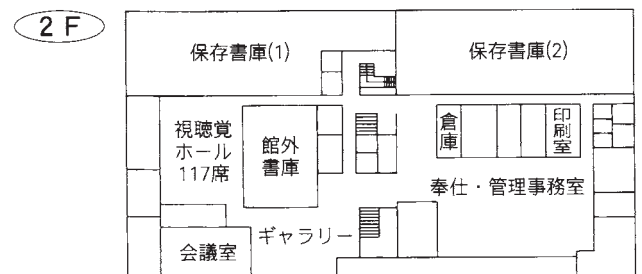 2F
保存書庫(1)
保存書庫(2)
視聴覚
ホール
117席
館外
書庫
倉庫
印刷室
奉仕・管理事務室
ギャラリー
会議室